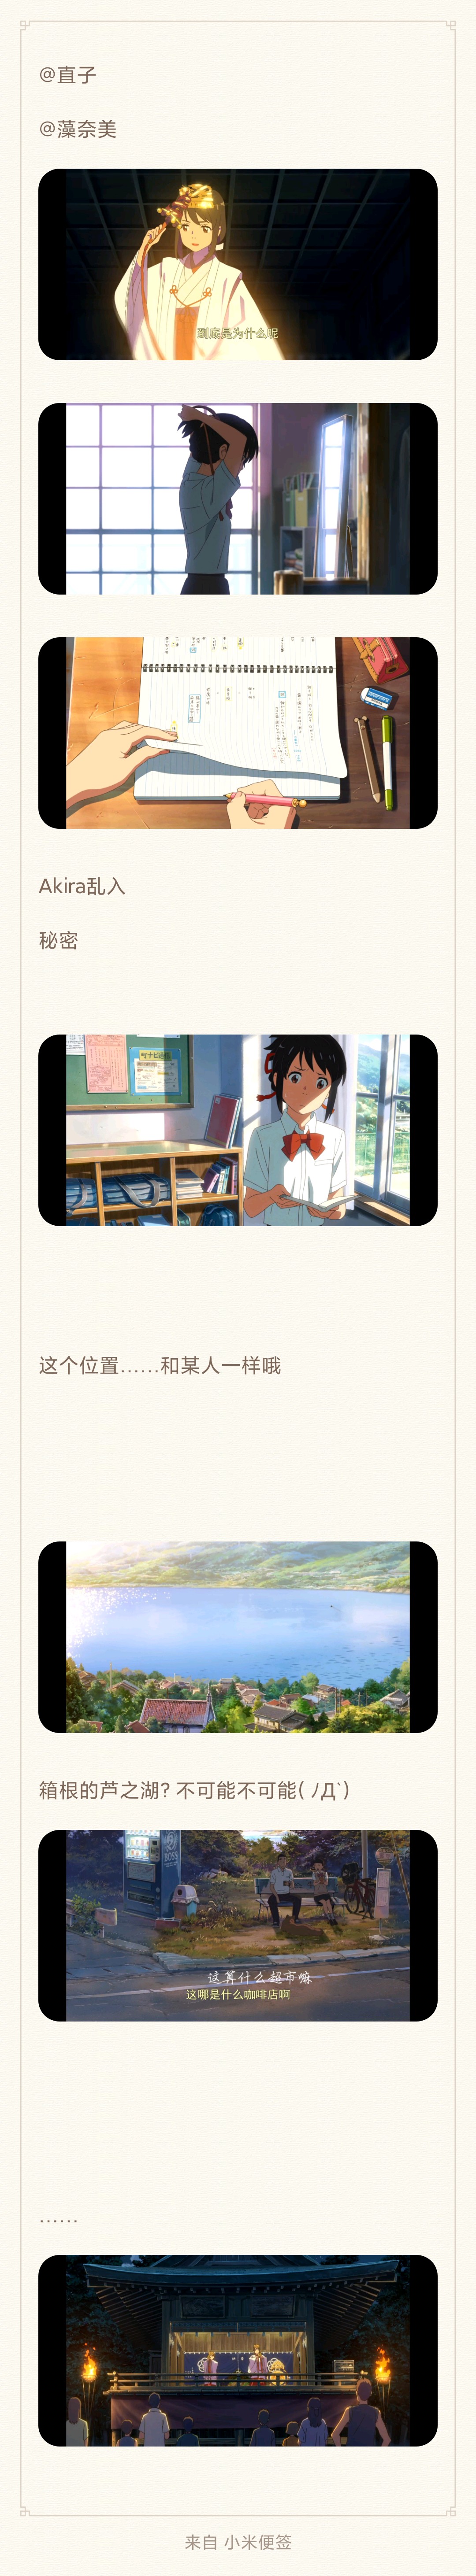 @直子
@藻奈美
到底是为什么呢
Akira乱入
秘密
这个位置……和某人一样哦
箱根的芦之湖? 不可能不可能( ﾉД`)
BOSS
这算什么超市嘛
这哪是什么咖啡店啊
……
来自 小米便签